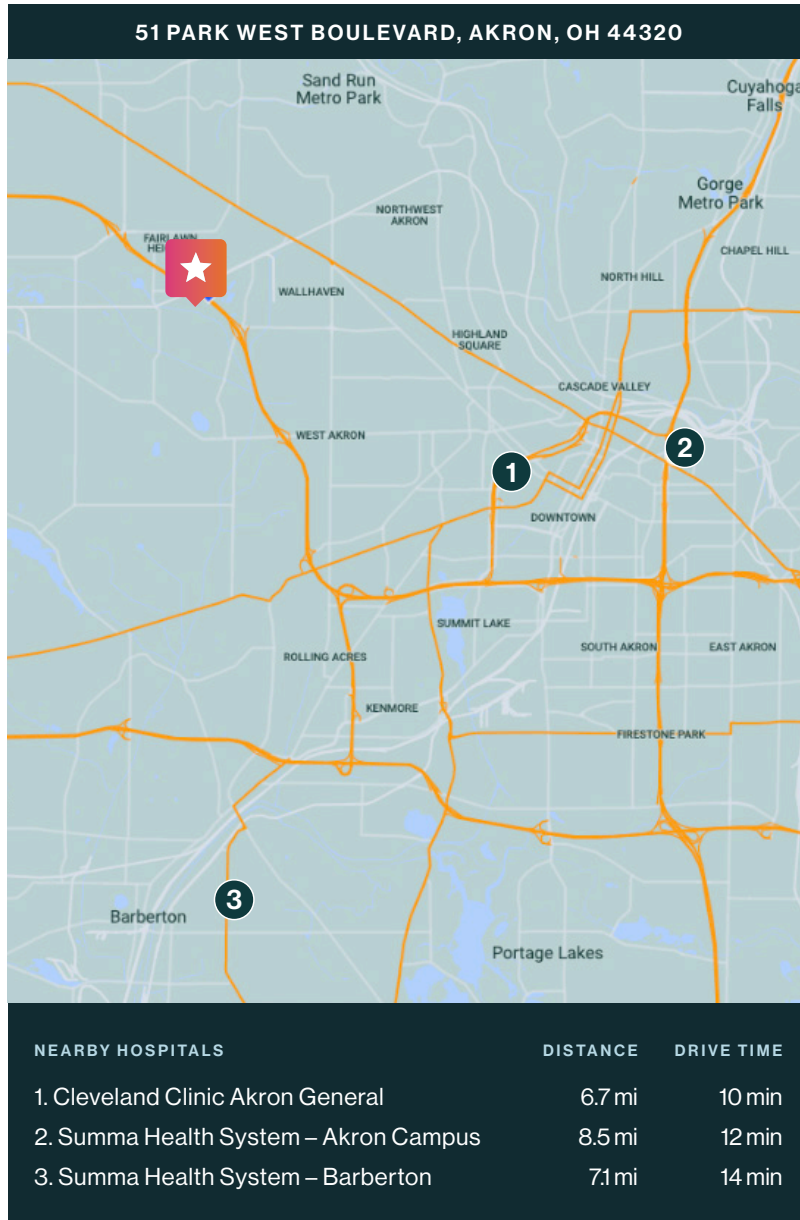 51 PARK WEST BOULEVARD, AKRON, OH 44320
Sand Run
Metro Park
Cuyahoga
Falls
Gorge
Metro Park
NORTHWEST
AKRON
FAIRLAWN
CHAPEL HILL
NORTH HILL
WALLHAVEN
HIGHLAND
SQUARE
CASCADE VALLEY
WEST AKRON
2
1
DOWNTOWN
SUMMIT LAKE
SOUTH AKRON
EAST AKRON
ROLLING ACRES
KENMORE
FIRESTONE PARK
3
Barberton
Portage Lakes
NEARBY HOSPITALS DISTANCE DRIVE TIME
1. Cleveland Clinic Akron General 6.7 mi 10 min
2. Summa Health System – Akron Campus 8.5 mi 12 min
3. Summa Health System – Barberton 7.1 mi 14 min